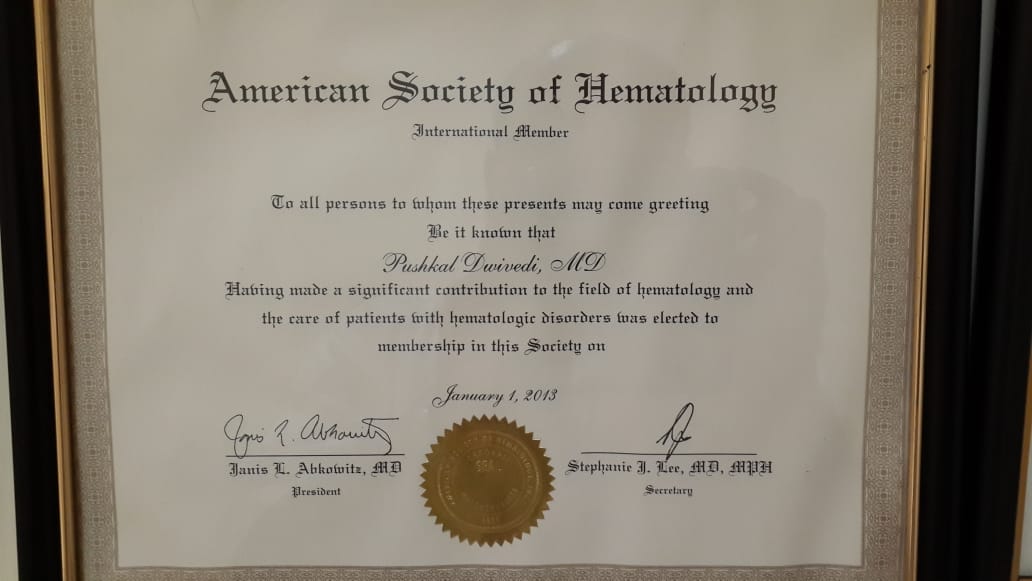 American Society of Hematology
International Member
To all persons to whom these presents may come greeting
Be it known that
Pushkal Dwivedi, MD
Having made a significant contribution to the field of hematology and
the care of patients with hematologic disorders was elected to
membership in this Society on
January 1, 2013
Janis L. Abkowitz, MD
President
Stephanie J. Lee, MD, MPH
Secretary
SEAL